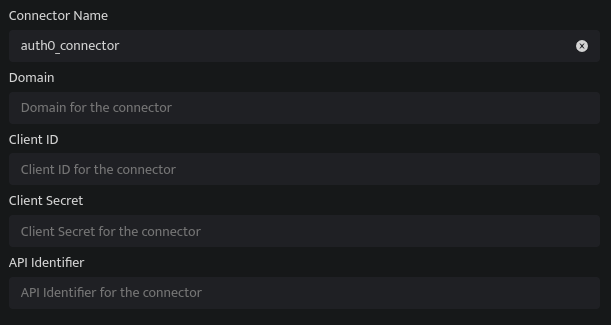 Connector Name
auth0_connector
Domain
Domain for the connector
Client ID
Client ID for the connector
Client Secret
Client Secret for the connector
API Identifier
API Identifier for the connector